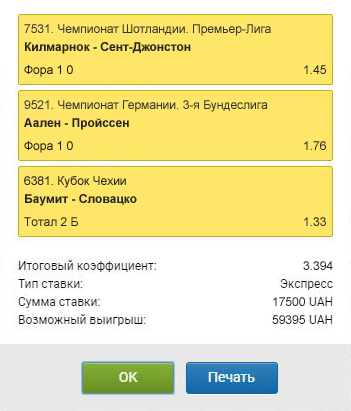 7531. Чемпионат Шотландии. Премьер-Лига
Килмарнок - Сент-Джонстон
Фора 1 0 1.45
9521. Чемпионат Германии. 3-я Бундеслига
Аален - Пройссен
Фора 1 0 1.76
6381. Кубок Чехии
Баумит - Словацко
Тотал 2 Б 1.33
Итоговый коэффициент: 3.394
Тип ставки: Экспресс
Сумма ставки: 17500 UAH
Возможный выигрыш: 59395 UAH
OK Печать